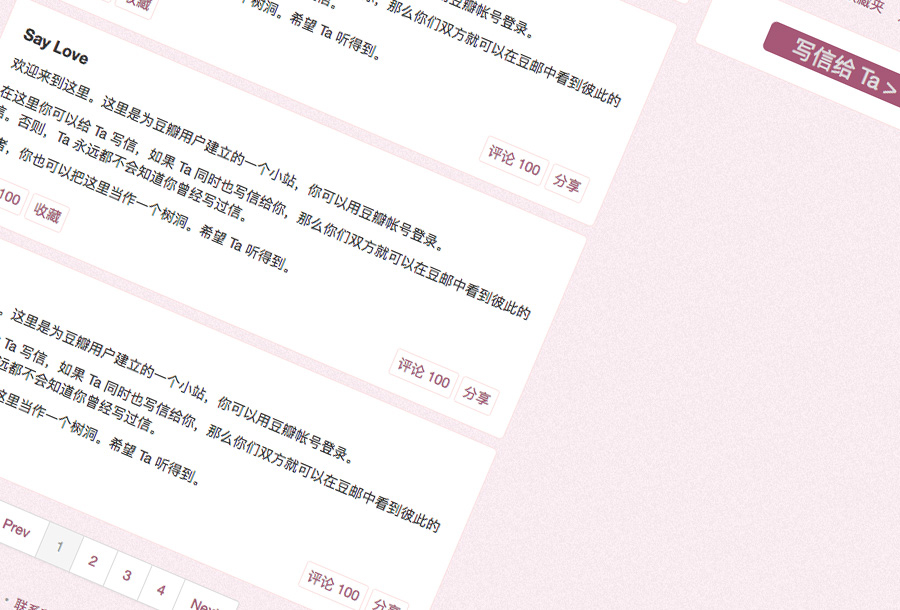 收藏
那么你们双方就可以在豆邮中看到彼此的
希望 Ta 听得到。
评论 100
分享
写信给 Ta >
Say Love
欢迎来到这里。这里是为豆瓣用户建立的一个小站，你可以用豆瓣帐号登录。
在这里你可以给 Ta 写信，如果 Ta 同时也写信给你，那么你们双方就可以在豆邮中看到彼此的
信。否则，Ta 永远都不会知道你曾经写过信。
，你也可以把这里当作一个树洞。希望 Ta 听得到。
100
收藏
评论 100
分享
。这里是为豆瓣用户建立的一个小站，你可以用豆瓣帐号登录。
Ta 写信，如果 Ta 同时也写信给你，那么你们双方就可以在豆邮中看到彼此的
远都不会知道你曾经写过信。
这里当作一个树洞。希望 Ta 听得到。
评论 100
分享
Prev
1
2
3
4
Next
联系